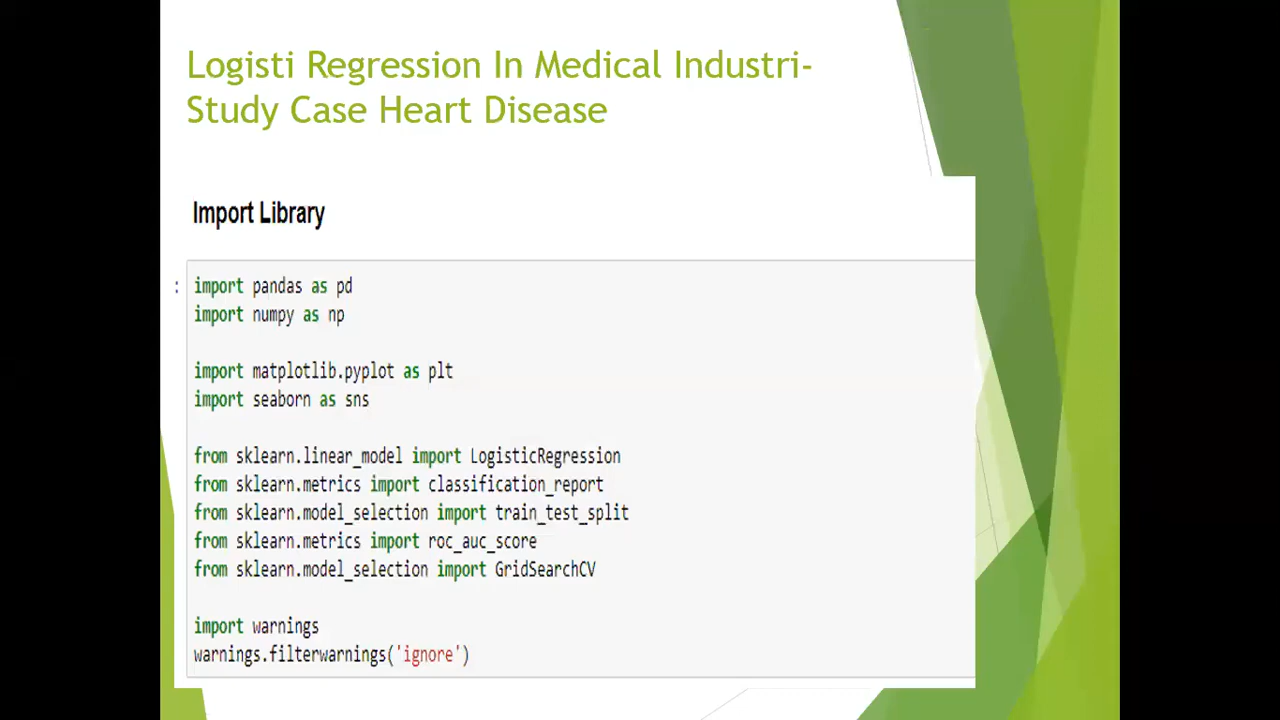 Logisti Regression In Medical Industri-
Study Case Heart Disease
Import Library
:
import pandas as pd
import numpy as np
import matplotlib.pyplot as plt
import seaborn as sns
from sklearn.linear_model import LogisticRegression
from sklearn.metrics import classification_report
from sklearn.model_selection import train_test_split
from sklearn.metrics import roc_auc_score
from sklearn.model_selection import GridSearchCV
import warnings
warnings.filterwarnings('ignore')